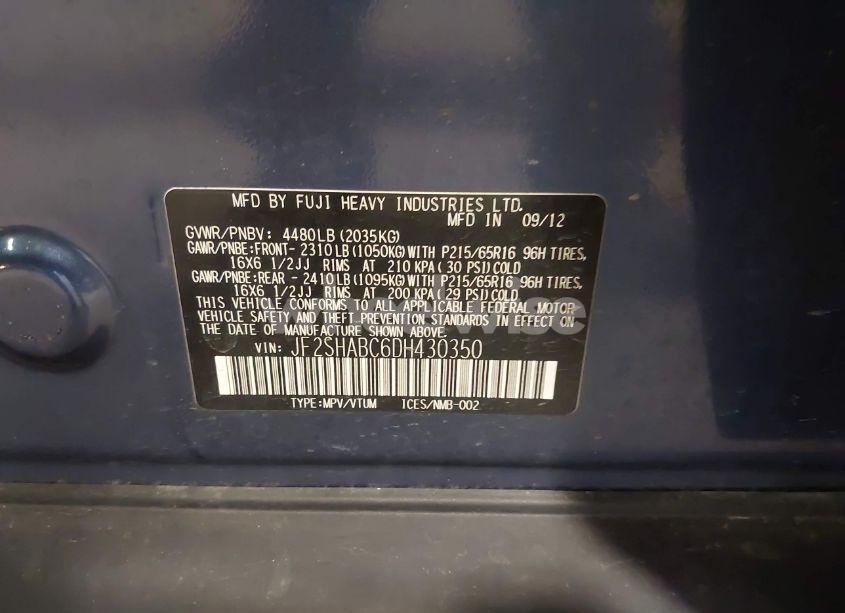 MFD BY FUJI HEAVY INDUSTRIES LTD.
MFD IN 09/12
GVWR/PNBV: 4480LB (2035KG)
GAWR/PNBE:FRONT- 2310LB(1050KG)WITH P215/65R16 96H TIRES,
16X6 1/2JJ RIMS AT 210 KPA( 30 PSI)COLD
GAWR/PNBE:REAR - 2410LB(1095KG)WITH P215/65R16 96H TIRES,
16X6 1/2JJ RIMS AT 200 KPA( 29 PSI)COLD
THIS VEHICLE CONFORMS TO ALL APPLICABLE FEDERAL MOTOR
VEHICLE SAFETY AND THEFT PREVENTION STANDARDS IN EFFECT ON
THE DATE OF MANUFACTURE SHOWN ABOVE.
VIN: JF2SHABC6DH430350
TYPE:MPV/VTUM ICES/NMB-002